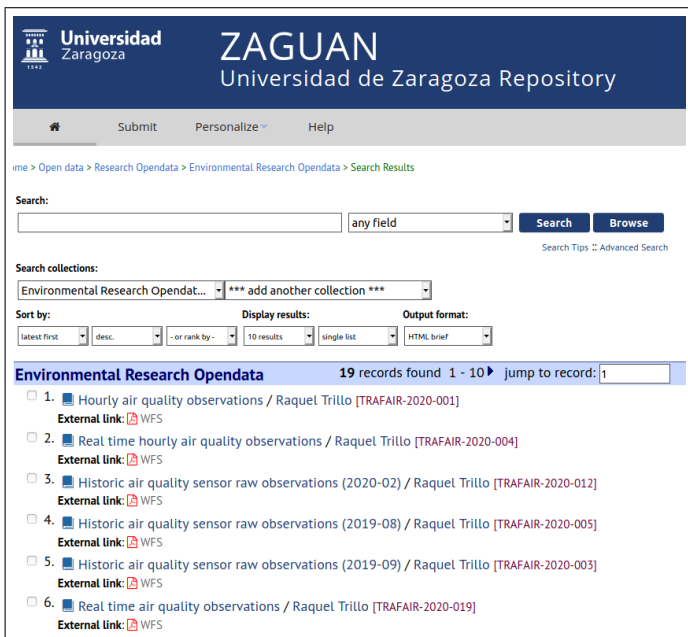 Universidad
Zaragoza
1542
ZAGUAN
Universidad de Zaragoza Repository
Submit Personalize Help
me > Open data > Research Opendata > Environmental Research Opendata > Search Results
Search:
any field Search Browse
Search Tips :: Advanced Search
Search collections:
Environmental Research Opendat... *** add another collection ***
Sort by: Display results: Output format:
latest first desc. - or rank by - 10 results single list HTML brief
Environmental Research Opendata 19 records found 1 - 10 jump to record: 1
1. Hourly air quality observations / Raquel Trillo [TRAFAIR-2020-001]
External link: WFS
2. Real time hourly air quality observations / Raquel Trillo [TRAFAIR-2020-004]
External link: WFS
3. Historic air quality sensor raw observations (2020-02) / Raquel Trillo [TRAFAIR-2020-012]
External link: WFS
4. Historic air quality sensor raw observations (2019-08) / Raquel Trillo [TRAFAIR-2020-005]
External link: WFS
5. Historic air quality sensor raw observations (2019-09) / Raquel Trillo [TRAFAIR-2020-003]
External link: WFS
6. Real time air quality observations / Raquel Trillo [TRAFAIR-2020-019]
External link: WFS